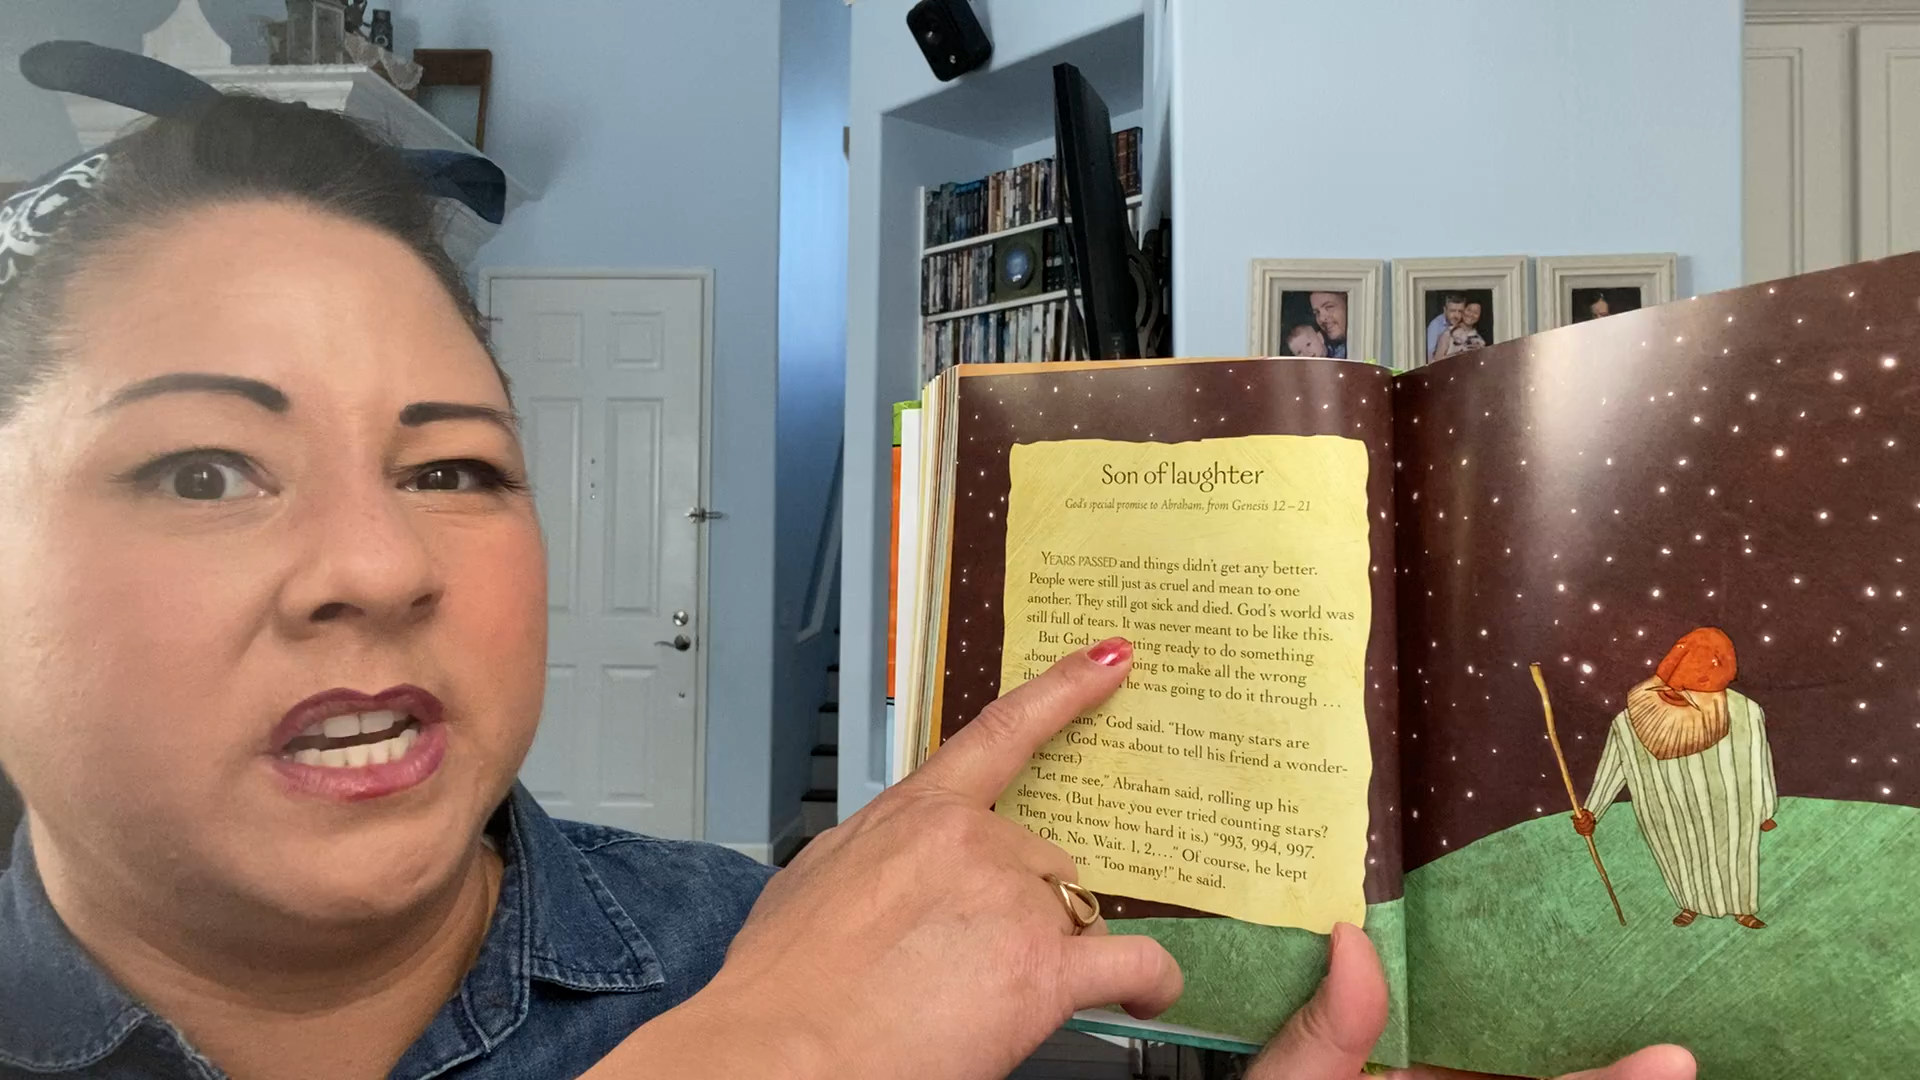 Son of laughter
God's special promise to Abraham, from Genesis 12 – 21
YEARS PASSED and things didn't get any better.
People were still just as cruel and mean to one
another. They still got sick and died. God's world was
still full of tears. It was never meant to be like this.
But God tting ready to do something
about oing to make all the wrong
he was going to do it through ...
am," God said. "How many stars are
(God was about to tell his friend a wonder-
secret.)
"Let me see," Abraham said, rolling up his
sleeves. (But have you ever tried counting stars?
Then you know how hard it is.) "993, 994, 997.
Oh. No. Wait. 1, 2,..." Of course, he kept
nt. "Too many!" he said.